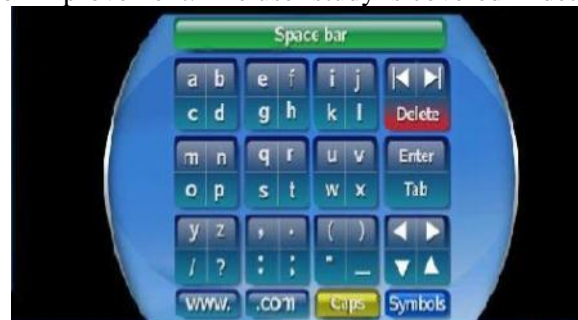 Space bar
a b e f i j
c d g h k l Delete
m n q r u v Enter
o p s t w x Tab
y z , . ( )
/ ? : ; " _
www. .com Caps Symbols